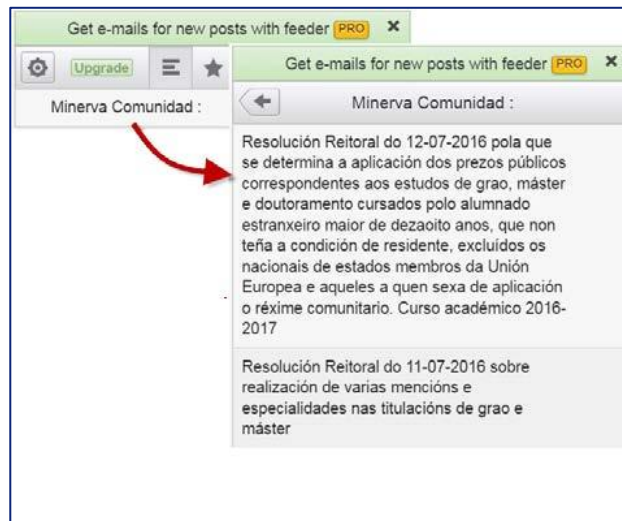 Get e-mails for new posts with feeder PRO ×
Upgrade
Minerva Comunidad :
Get e-mails for new posts with feeder PRO ×
Minerva Comunidad :
Resolución Reitoral do 12-07-2016 pola que
se determina a aplicación dos prezos públicos
correspondentes aos estudos de grao, máster
e doutoramento cursados polo alumnado
estranxeiro maior de dezaoito anos, que non
teña a condición de residente, excluídos os
nacionais de estados membros da Unión
Europea e aqueles a quen sexa de aplicación
o réxime comunitario. Curso académico 2016-
2017
Resolución Reitoral do 11-07-2016 sobre
realización de varias mencións e
especialidades nas titulacións de grao e
máster